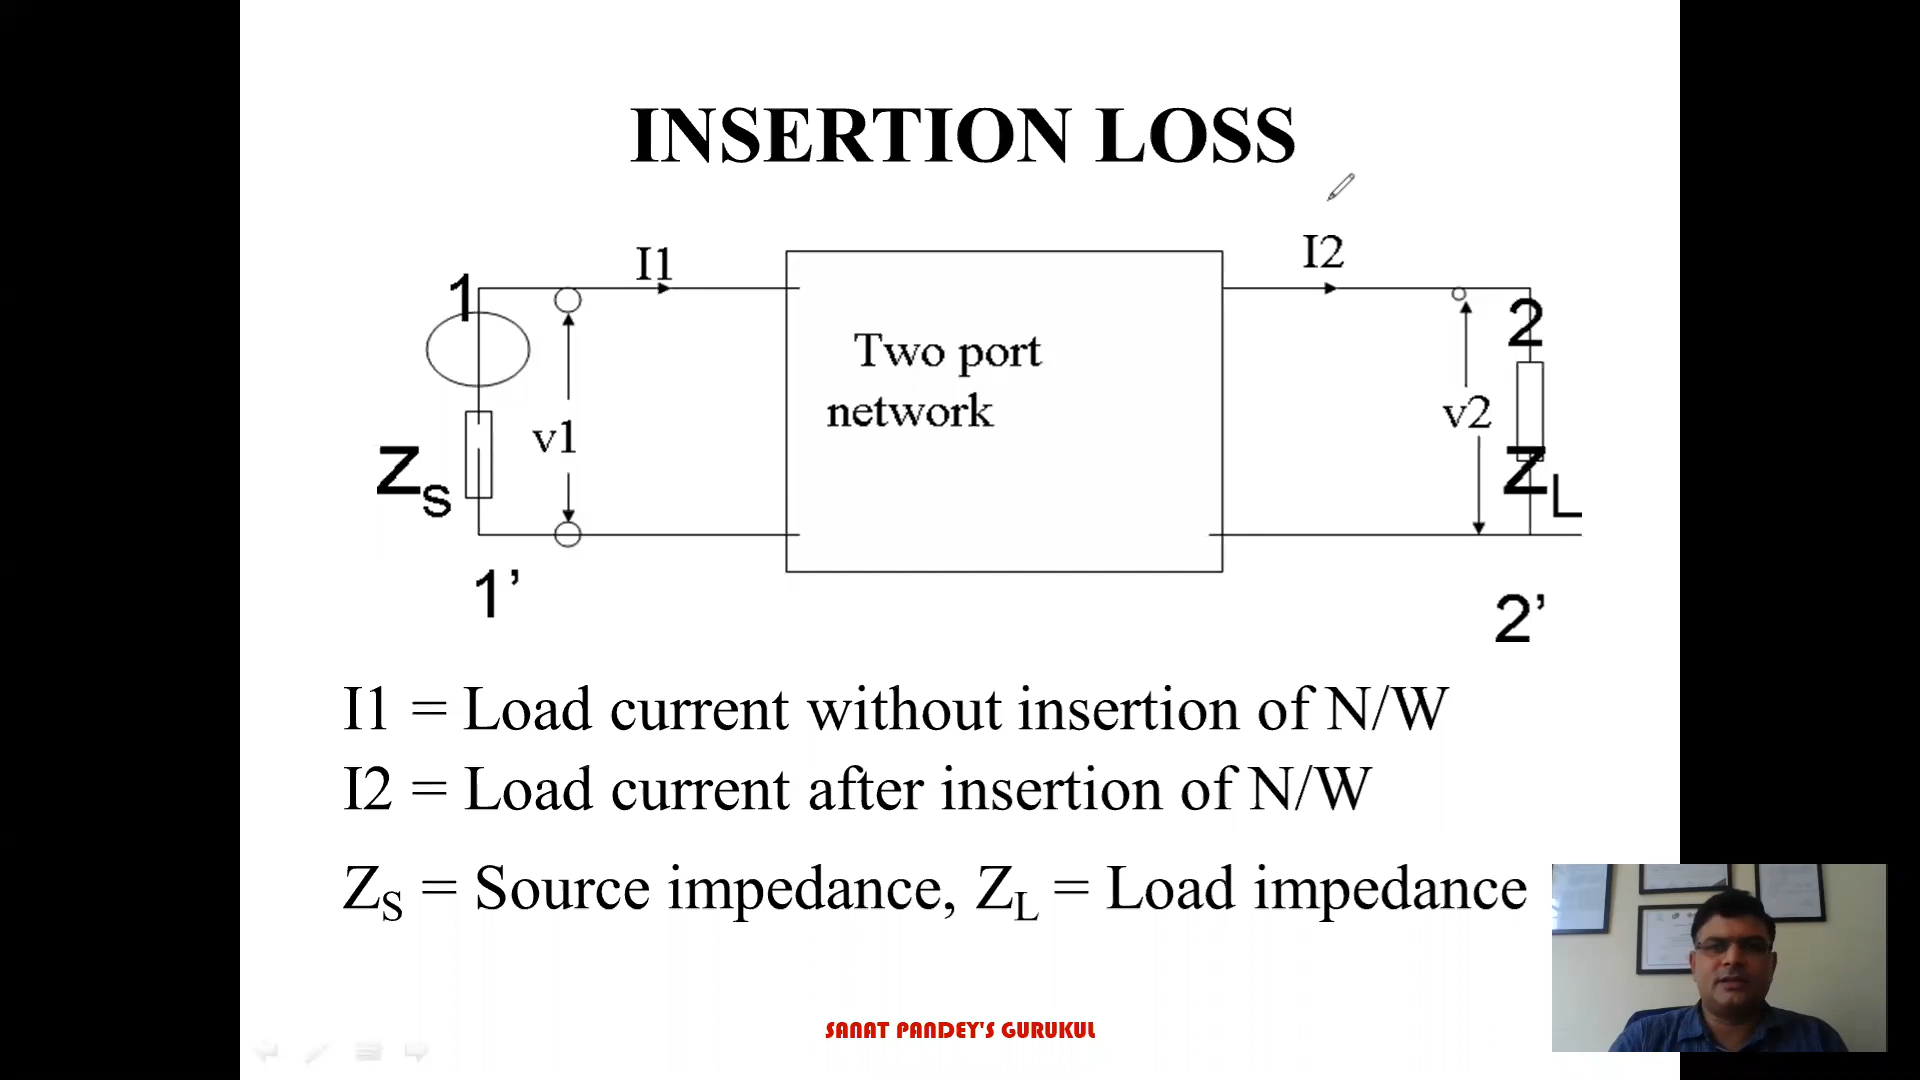 INSERTION LOSS
I1
I2
1
2
Two port
network
v1
v2
ZS
ZL
1’
2’
I1 = Load current without insertion of N/W
I2 = Load current after insertion of N/W
ZS = Source impedance, ZL = Load impedance
SANAT PANDEY'S GURUKUL